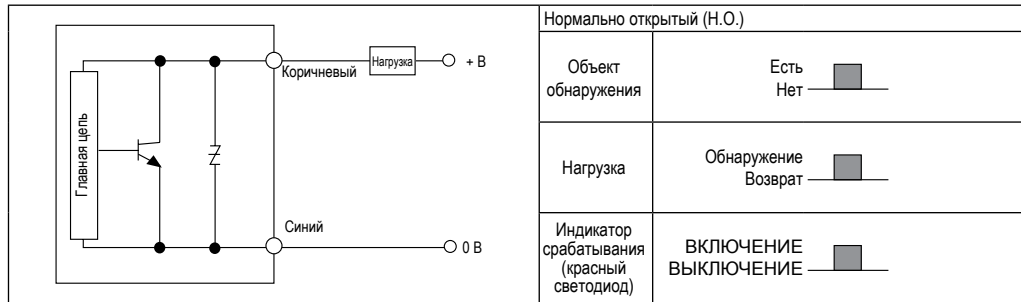 Главная цепь
Коричневый
Нагрузка
+ В
Синий
0 В
Нормально открытый (Н.О.)
Объект
обнаружения
Есть
Нет
Нагрузка
Обнаружение
Возврат
Индикатор
срабатывания
(красный
светодиод)
ВКЛЮЧЕНИЕ
ВЫКЛЮЧЕНИЕ